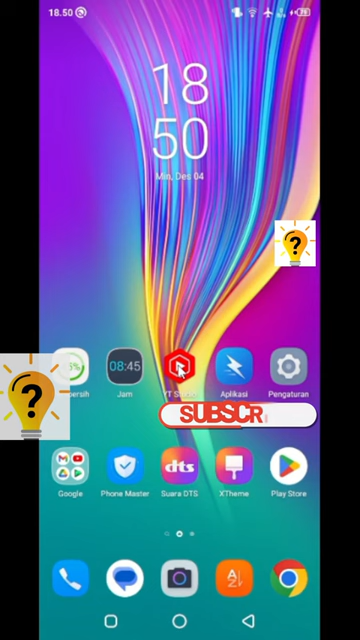 18.50
78
18
50
Min, Des 04
?
?
08:45
Jam
Aplikasi
Pengaturan
SUBSCR
dts
Google
Phone Master
Suara DTS
XTheme
Play Store